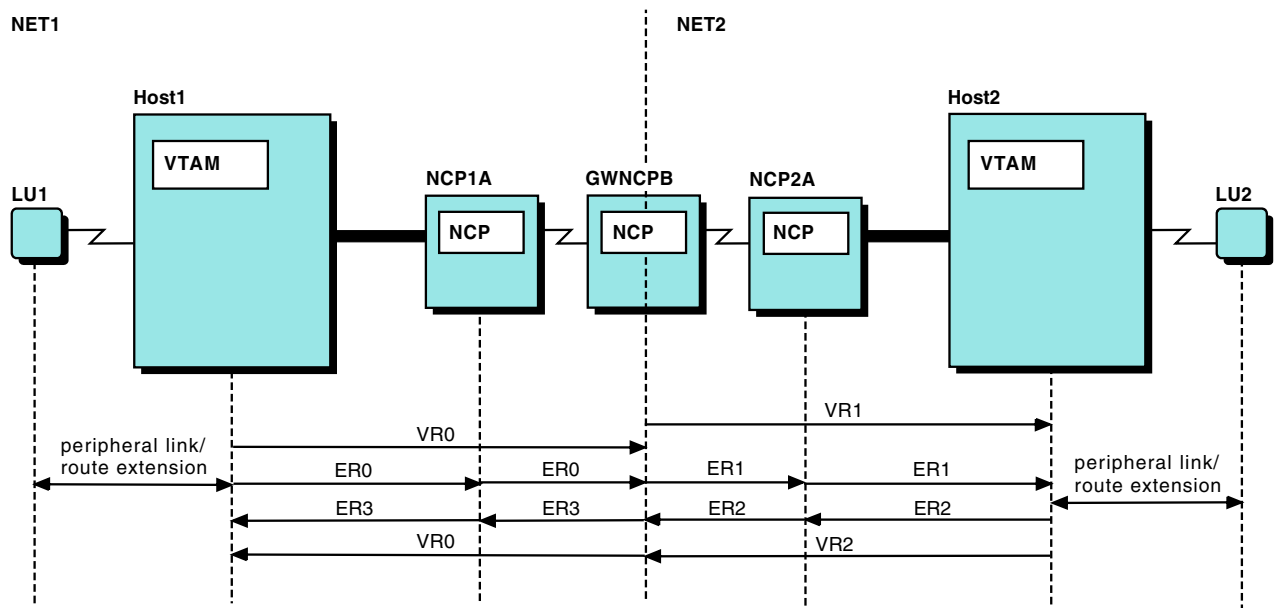 NET1
NET2
Host1
Host2
VTAM
VTAM
LU1
NCP1A
GWNCPB
NCP2A
LU2
NCP
NCP
NCP
VR1
VR0
peripheral link/
route extension
ER0
ER0
ER1
ER1
peripheral link/
route extension
ER3
ER3
ER2
ER2
VR0
VR2